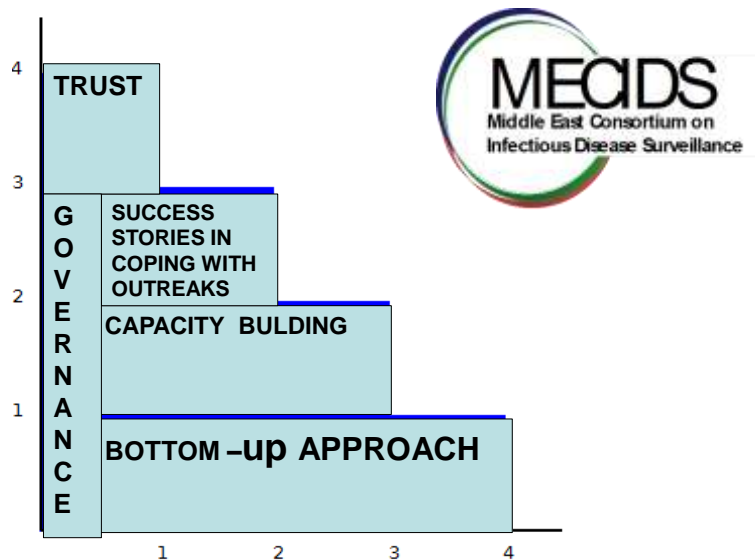 MECIDS
Middle East Consortium on
Infectious Disease Surveillance
4
TRUST
3
GOVERNANCE
SUCCESS
STORIES IN
COPING WITH
OUTREAKS
2
CAPACITY BULDING
1
BOTTOM –up APPROACH
1 2 3 4